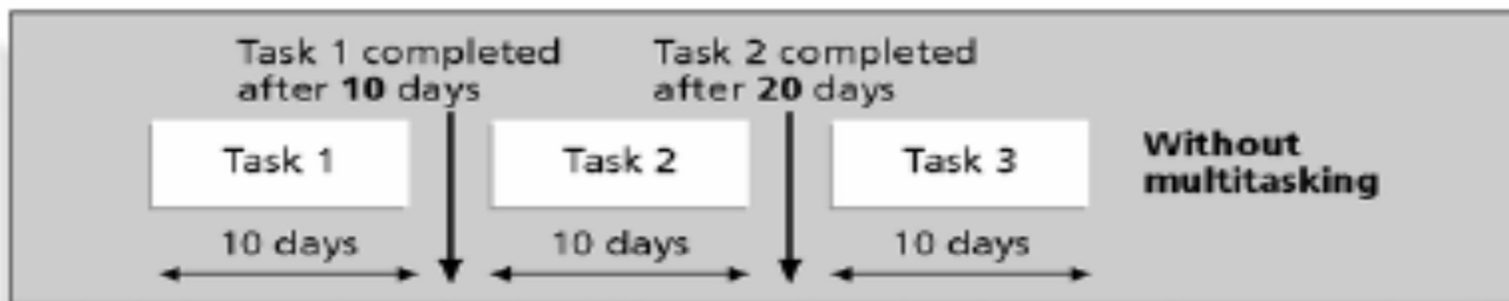 Task 1 completed
after 10 days
Task 2 completed
after 20 days
Task 1
Task 2
Task 3
Without
multitasking
10 days
10 days
10 days